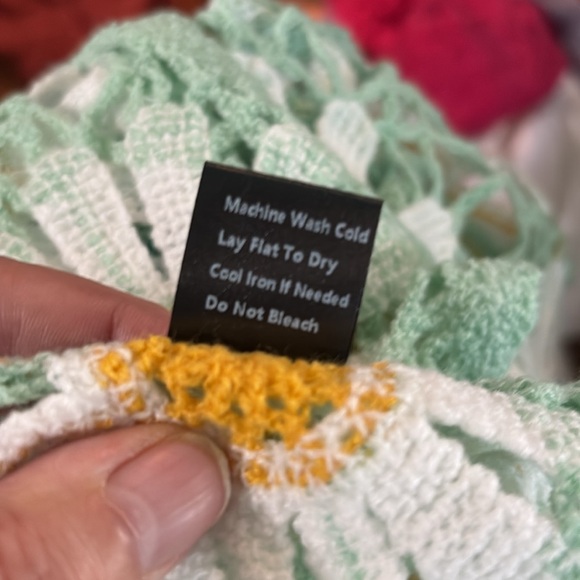 Machine Wash Cold
Lay Flat To Dry
Cool Iron If Needed
Do Not Bleach